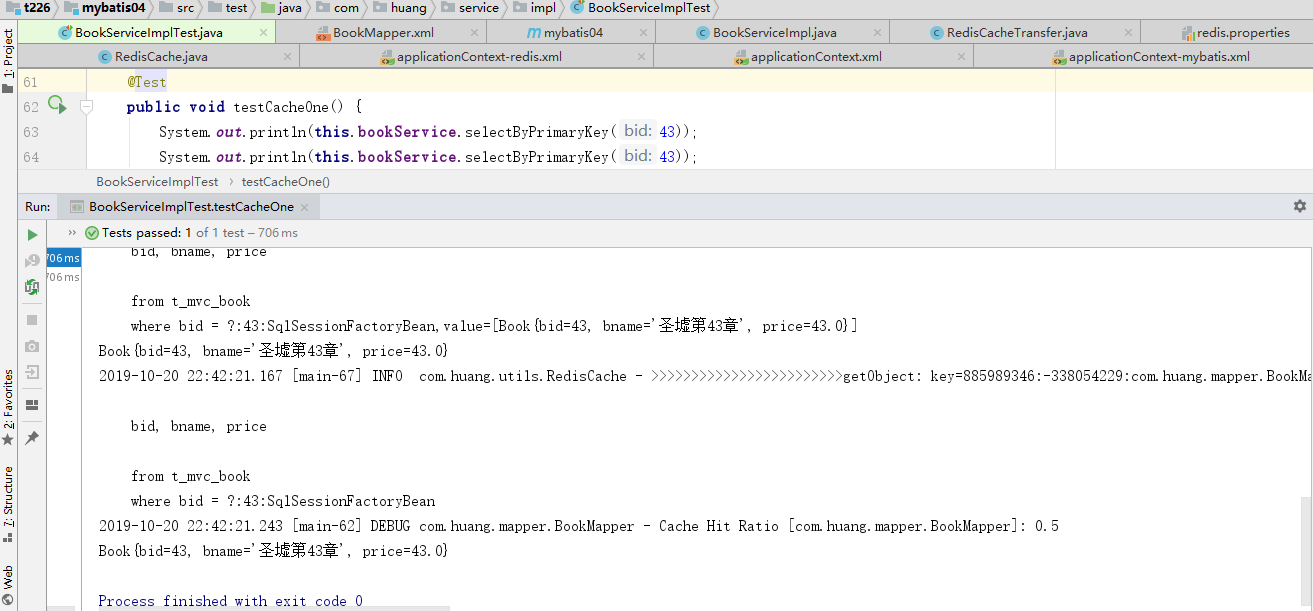 t226 mybatis04 src test java com huang service impl BookServiceImplTest
BookServiceImplTest.java BookMapper.xml mybatis04 BookServiceImpl.java RedisCacheTransfer.java redis.properties
RedisCache.java applicationContext-redis.xml applicationContext.xml applicationContext-mybatis.xml
1: Project
61 @Test
62 public void testCacheOne() {
63 System.out.println(this.bookService.selectByPrimaryKey( bid: 43));
64 System.out.println(this.bookService.selectByPrimaryKey( bid: 43));
BookServiceImplTest › testCacheOne()
Run: BookServiceImplTest.testCacheOne
» Tests passed: 1 of 1 test – 706 ms
706 ms
706 ms
bid, bname, price
from t_mvc_book
where bid = ?:43:SqlSessionFactoryBean,value=[Book{bid=43, bname='圣墟第43章', price=43.0}]
Book{bid=43, bname='圣墟第43章', price=43.0}
2019-10-20 22:42:21.167 [main-67] INFO com.huang.utils.RedisCache - >>>>>>>>>>>>>>>>>>>>>>>>getObject: key=885989346:-338054229:com.huang.mapper.BookMa
bid, bname, price
from t_mvc_book
where bid = ?:43:SqlSessionFactoryBean
2019-10-20 22:42:21.243 [main-62] DEBUG com.huang.mapper.BookMapper - Cache Hit Ratio [com.huang.mapper.BookMapper]: 0.5
Book{bid=43, bname='圣墟第43章', price=43.0}
Process finished with exit code 0
2: Favorites
7: Structure
Web